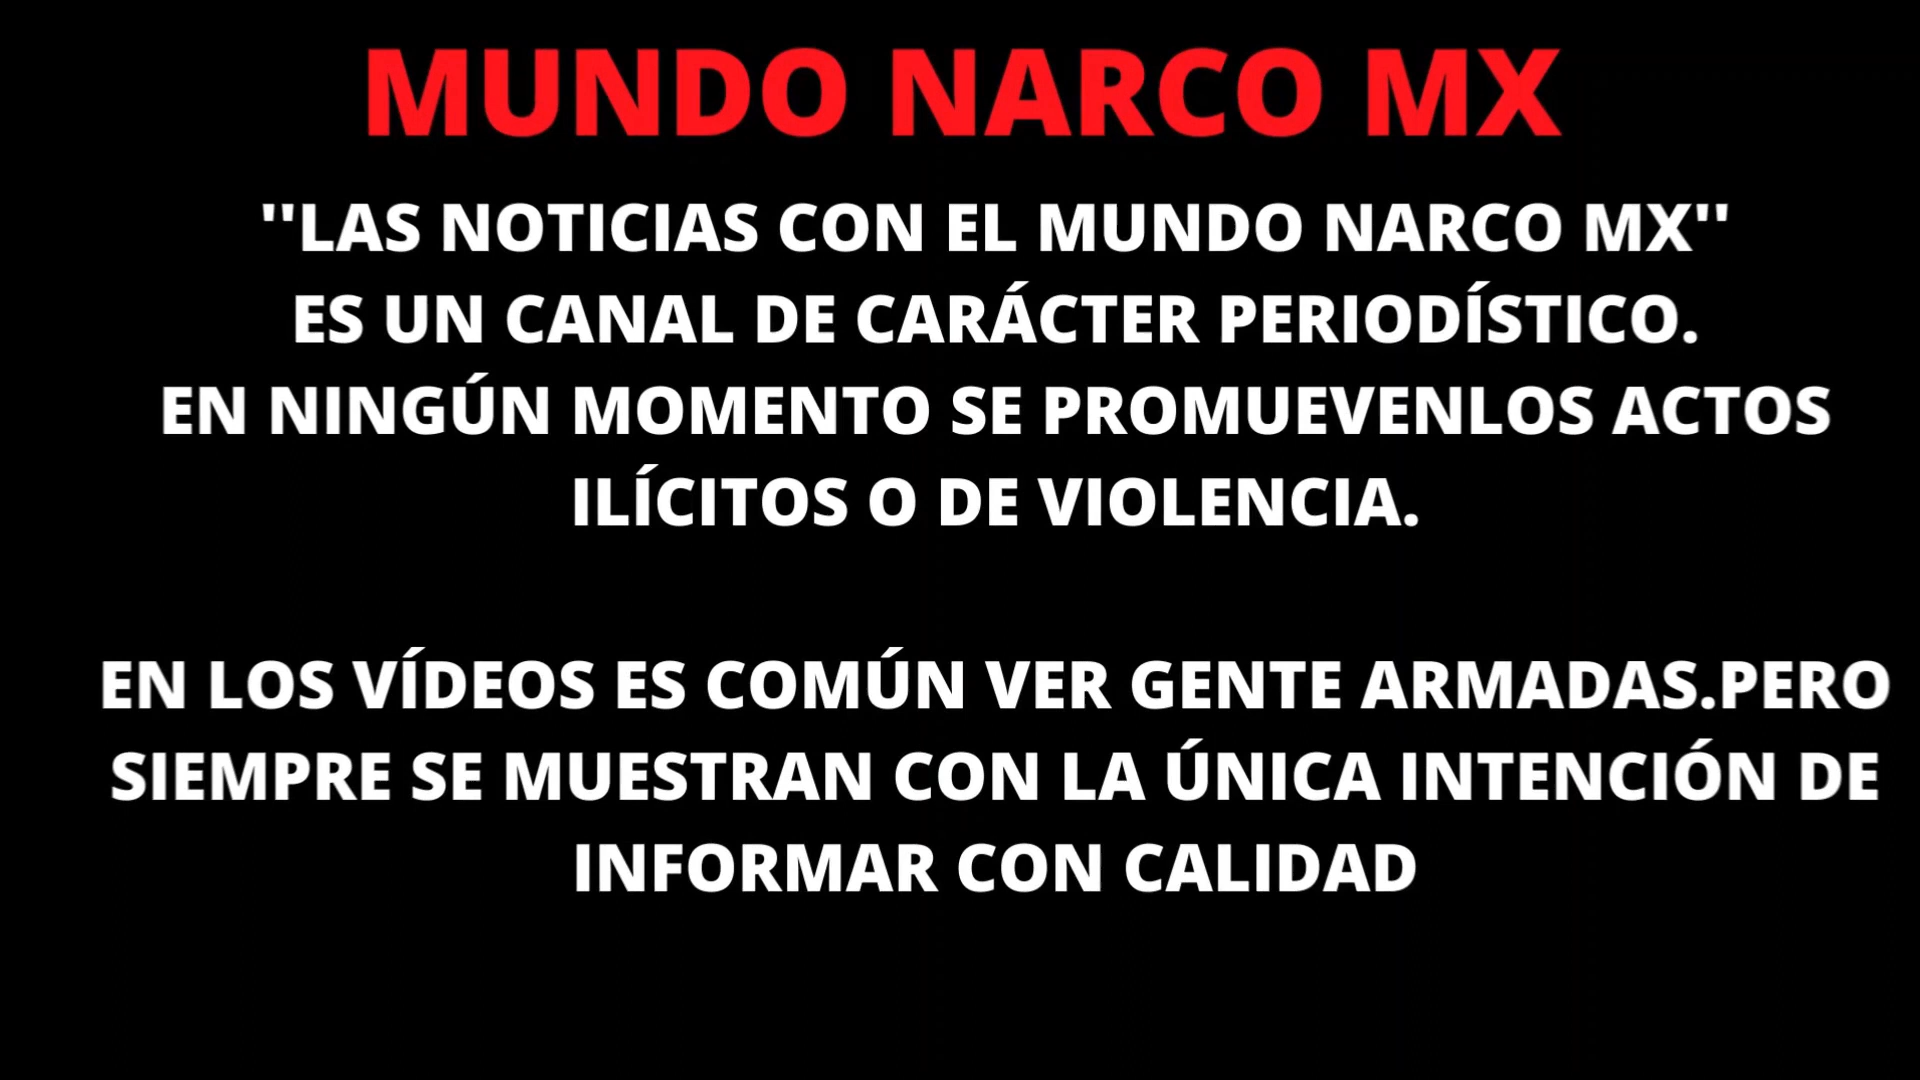 MUNDO NARCO MX
"LAS NOTICIAS CON EL MUNDO NARCO MX"
ES UN CANAL DE CARÁCTER PERIODÍSTICO.
EN NINGÚN MOMENTO SE PROMUEVENLOS ACTOS
ILÍCITOS O DE VIOLENCIA.
EN LOS VÍDEOS ES COMÚN VER GENTE ARMADAS.PERO
SIEMPRE SE MUESTRAN CON LA ÚNICA INTENCIÓN DE
INFORMAR CON CALIDAD